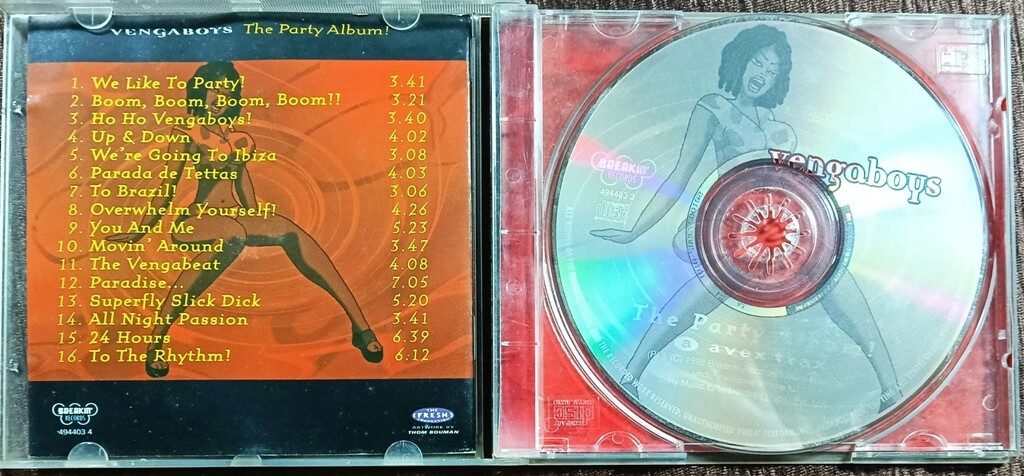 VENGABOYS The Party Album!
1. We Like To Party! 3.41
2. Boom, Boom, Boom, Boom!! 3.21
3. Ho Ho Vengaboys! 3.40
4. Up & Down 4.02
5. We're Going To Ibiza 3.08
6. Parada de Tettas 4.03
7. To Brazil! 3.06
8. Overwhelm Yourself! 4.26
9. You And Me 5.23
10. Movin' Around 3.47
11. The Vengabeat 4.08
12. Paradise... 7.05
13. Superfly Slick Dick 5.20
14. All Night Passion 3.41
15. 24 Hours 6.39
16. To The Rhythm! 6:12
BREAKIN'
RECORDS
494403 4
THE
FRESH
ARTWORK BY
THOM BOUMAN
vengaboys
BREAKIN'
RECORDS
494403 2
The Party
avex
(P) (C) 1998
Sony Music